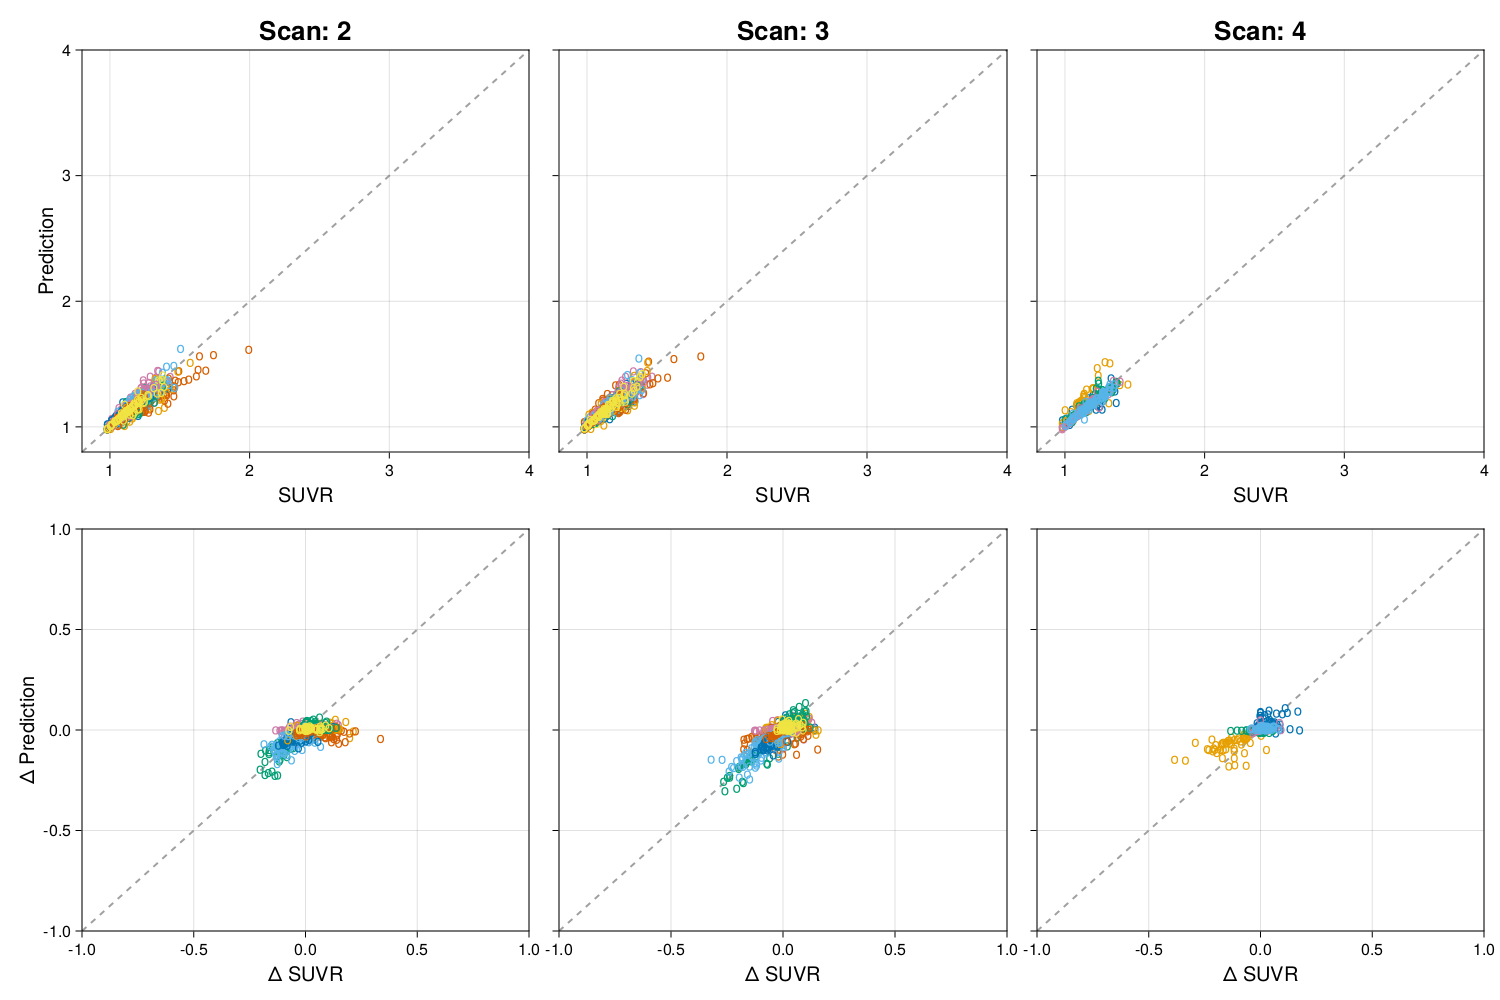 Scan: 2 Scan: 3 Scan: 4
4
3
2
1
Prediction
1 2 3 4 1 2 3 4 1 2 3 4
SUVR SUVR SUVR
1.0
0.5
0.0
-0.5
-1.0
Δ Prediction
-1.0 -0.5 0.0 0.5 1.0 -1.0 -0.5 0.0 0.5 1.0 -1.0 -0.5 0.0 0.5 1.0
Δ SUVR Δ SUVR Δ SUVR